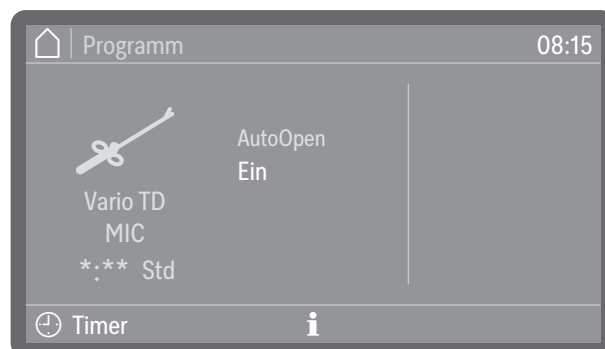 Programm 08:15
AutoOpen
Ein
Vario TD
MIC
*:** Std
Timer i